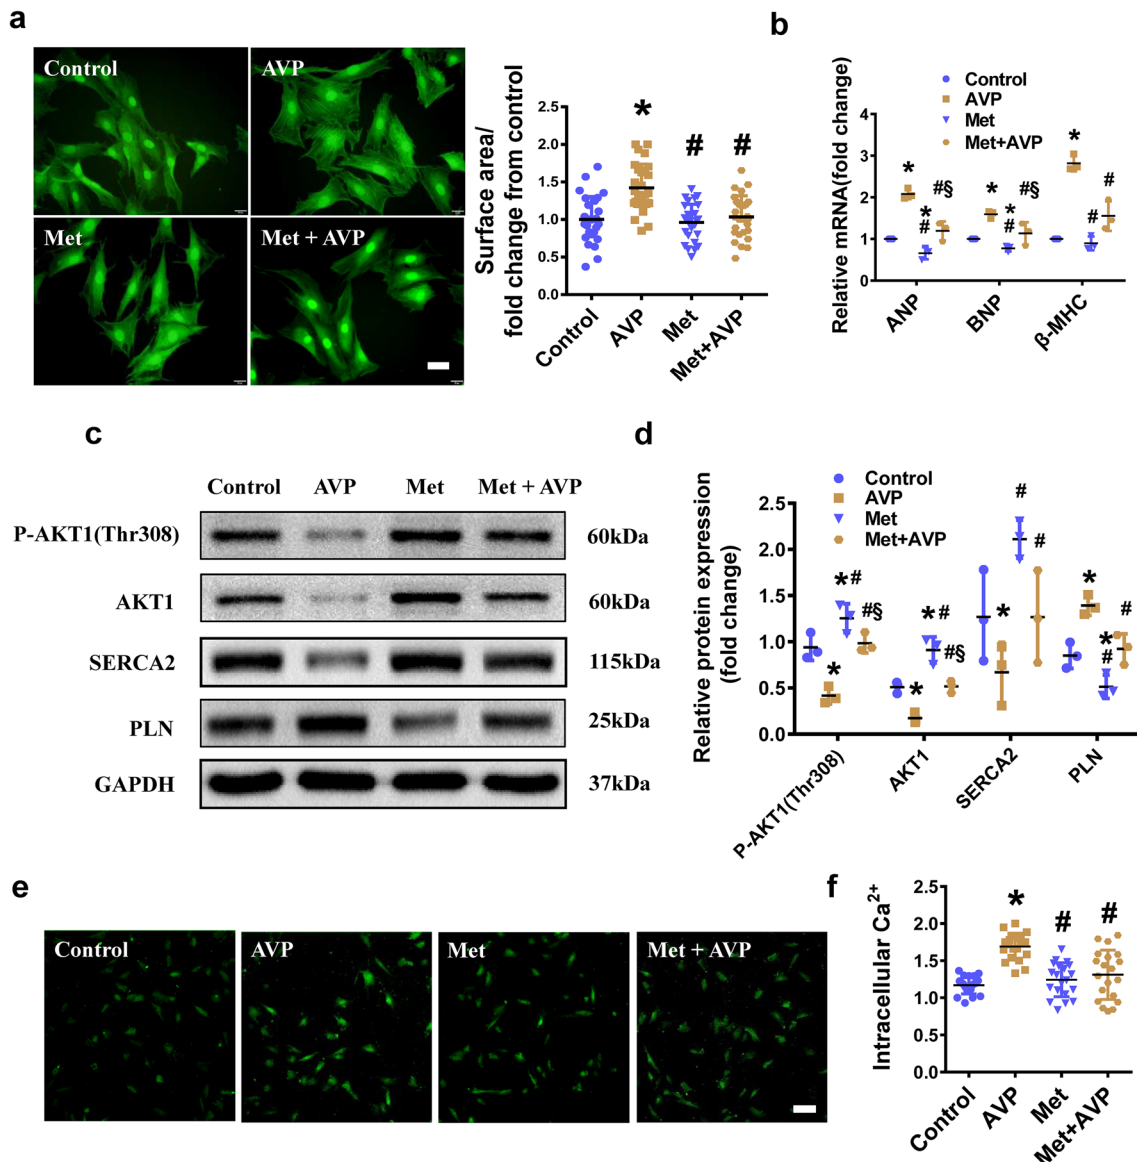 a
Control
AVP
Met
Met + AVP
Surface area/
fold change from control
2.5
2.0
1.5
1.0
0.5
0.0
*
#
#
Control
AVP
Met
Met+AVP
b
Control
AVP
Met
Met+AVP
Relative mRNA(fold change)
4
3
2
1
0
*
*
#
#§
*
*
#
#§
*
#
#
ANP
BNP
β-MHC
c
Control
AVP
Met
Met + AVP
P-AKT1(Thr308)
60kDa
AKT1
60kDa
SERCA2
115kaDa
PLN
25kDa
GAPDH
37kDa
d
Control
AVP
Met
Met+AVP
Relative protein expression
(fold change)
2.5
2.0
1.5
1.0
0.5
0.0
*
*#
#§
*
*#
#§
*
#
#
*
*
#
#
P-AKT1(Thr308)
AKT1
SERCA2
PLN
e
Control
AVP
Met
Met + AVP
f
Intracellular Ca²⁺
2.5
2.0
1.5
1.0
0.5
0.0
*
#
#
Control
AVP
Met
Met+AVP